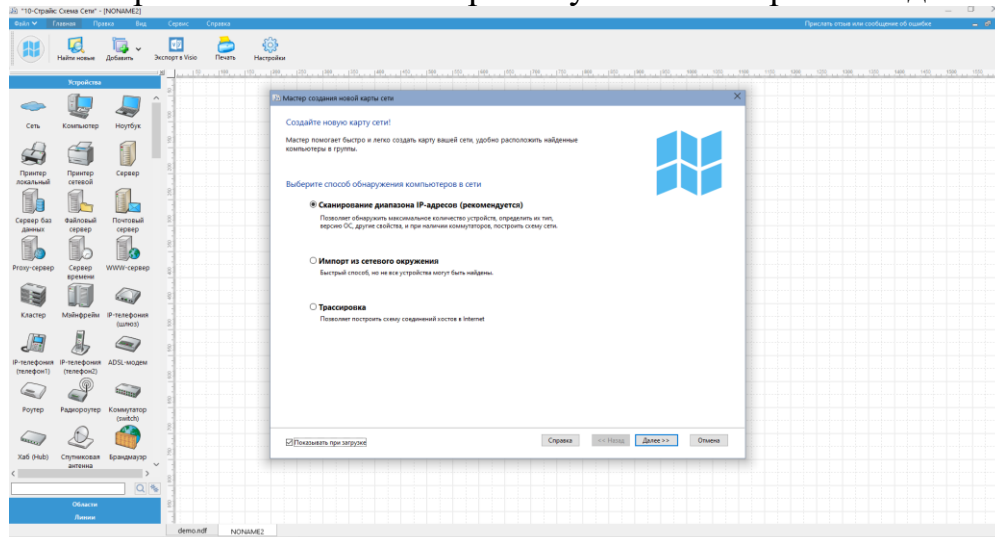 "10-Страйк: Схема Сети" - [NONAME2]
Файл Главная Правка Вид Сервис Справка
Прислать отзыв или сообщение об ошибке
Найти новые Добавить Экспорт в Visio Печать Настройки
Устройства
Сеть Компьютер Ноутбук
Принтер локальный Принтер сетевой Сервер
Сервер баз данных Файловый сервер Почтовый сервер
Proxy-сервер Сервер времени WWW-сервер
Кластер Мэйнфрейм IP-телефония (шлюз)
IP-телефония (телефон1) IP-телефония (телефон2) ADSL-модем
Роутер Радиороутер Коммутатор (switch)
Хаб (Hub) Спутниковая антенна Брандмауэр
Области
Линии
Мастер создания новой карты сети
Создайте новую карту сети!
Мастер помогает быстро и легко создать карту вашей сети, удобно расположить найденные
компьютеры в группы.
Выберите способ обнаружения компьютеров в сети
Сканирование диапазона IP-адресов (рекомендуется)
Позволяет обнаружить максимальное количество устройств, определить их тип,
версию ОС, другие свойства, и при наличии коммутаторов, построить схему сети.
Импорт из сетевого окружения
Быстрый способ, но не все устройства могут быть найдены.
Трассировка
Позволяет построить схему соединений хостов в Internet
Показывать при загрузке
Справка << Назад Далее >> Отмена
demo.ndf NONAME2